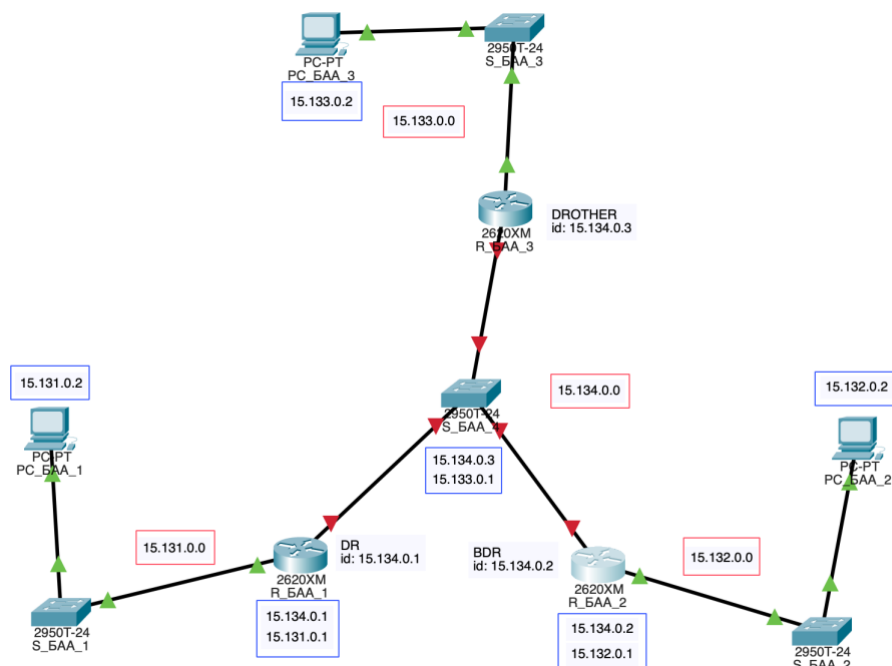 2950T-24
S_БАА_3
PC-PT
PC_БАА_3
15.133.0.2
15.133.0.0
DROTHER
id: 15.134.0.3
2620XM
R_БАА_3
15.131.0.2
PC-PT
PC_БАА_1
15.134.0.0
2950T-24
S_БАА_4
15.134.0.3
15.133.0.1
15.132.0.2
PC-PT
PC_БАА_2
15.131.0.0
DR
id: 15.134.0.1
2620XM
R_БАА_1
15.134.0.1
15.131.0.1
BDR
id: 15.134.0.2
2620XM
R_БАА_2
15.134.0.2
15.132.0.1
15.132.0.0
2950T-24
S_БАА_1
2950T-24
S_БАА_2